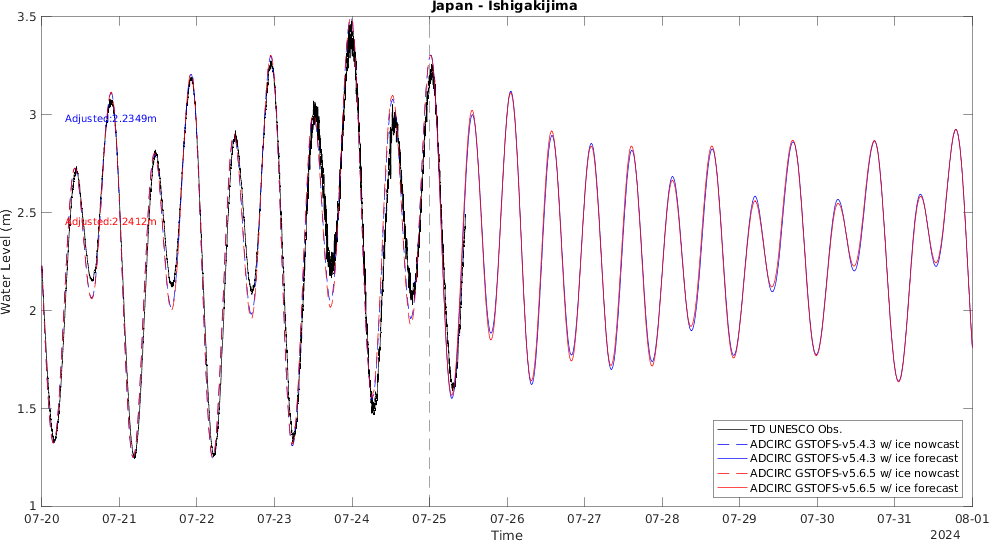 Japan - Ishigakijima
3.5
3
2.5
2
1.5
1
Water Level (m)
Adjusted:2.2349m
Adjusted:2.2412m
TD UNESCO Obs.
ADCIRC GSTOFS-v5.4.3 w/ ice nowcast
ADCIRC GSTOFS-v5.4.3 w/ ice forecast
ADCIRC GSTOFS-v5.6.5 w/ ice nowcast
ADCIRC GSTOFS-v5.6.5 w/ ice forecast
07-20 07-21 07-22 07-23 07-24 07-25 07-26 07-27 07-28 07-29 07-30 07-31 08-01
Time
2024